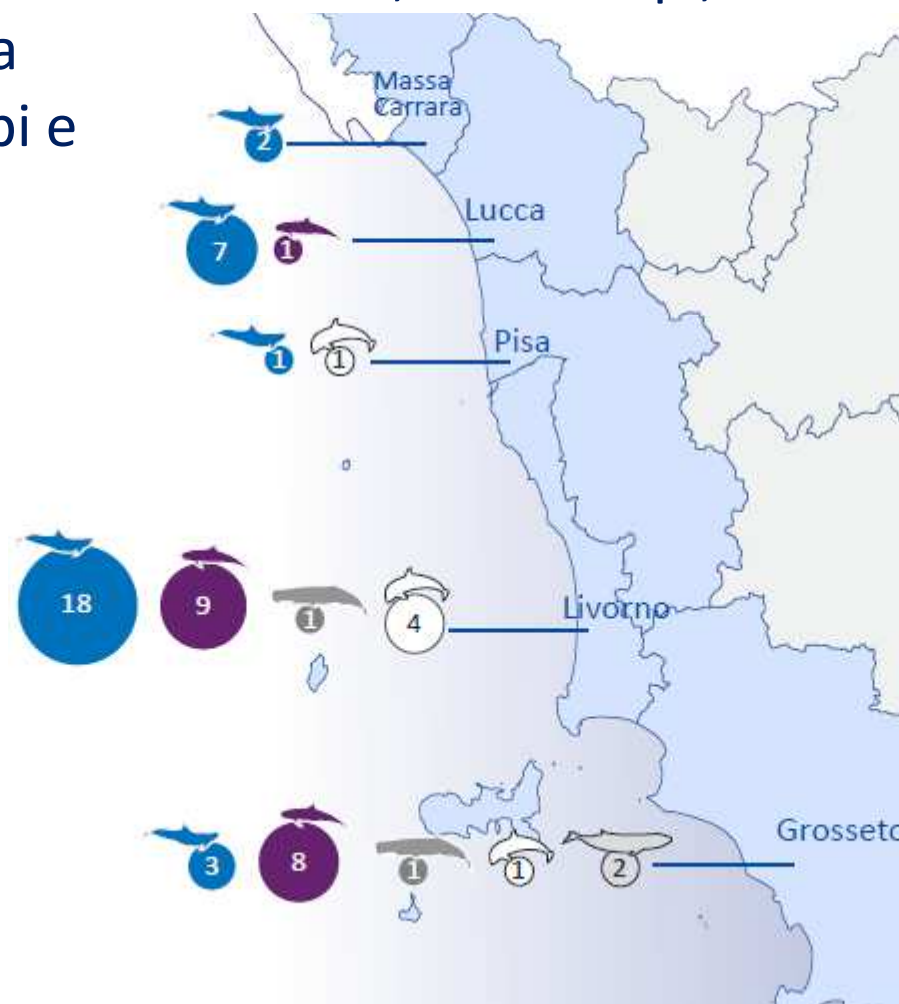 a
pi e
Massa
Carrara
2
Lucca
7 1
Pisa
1 1
18 9 1 4
Livorno
Grosseto
3 8 1 1 2